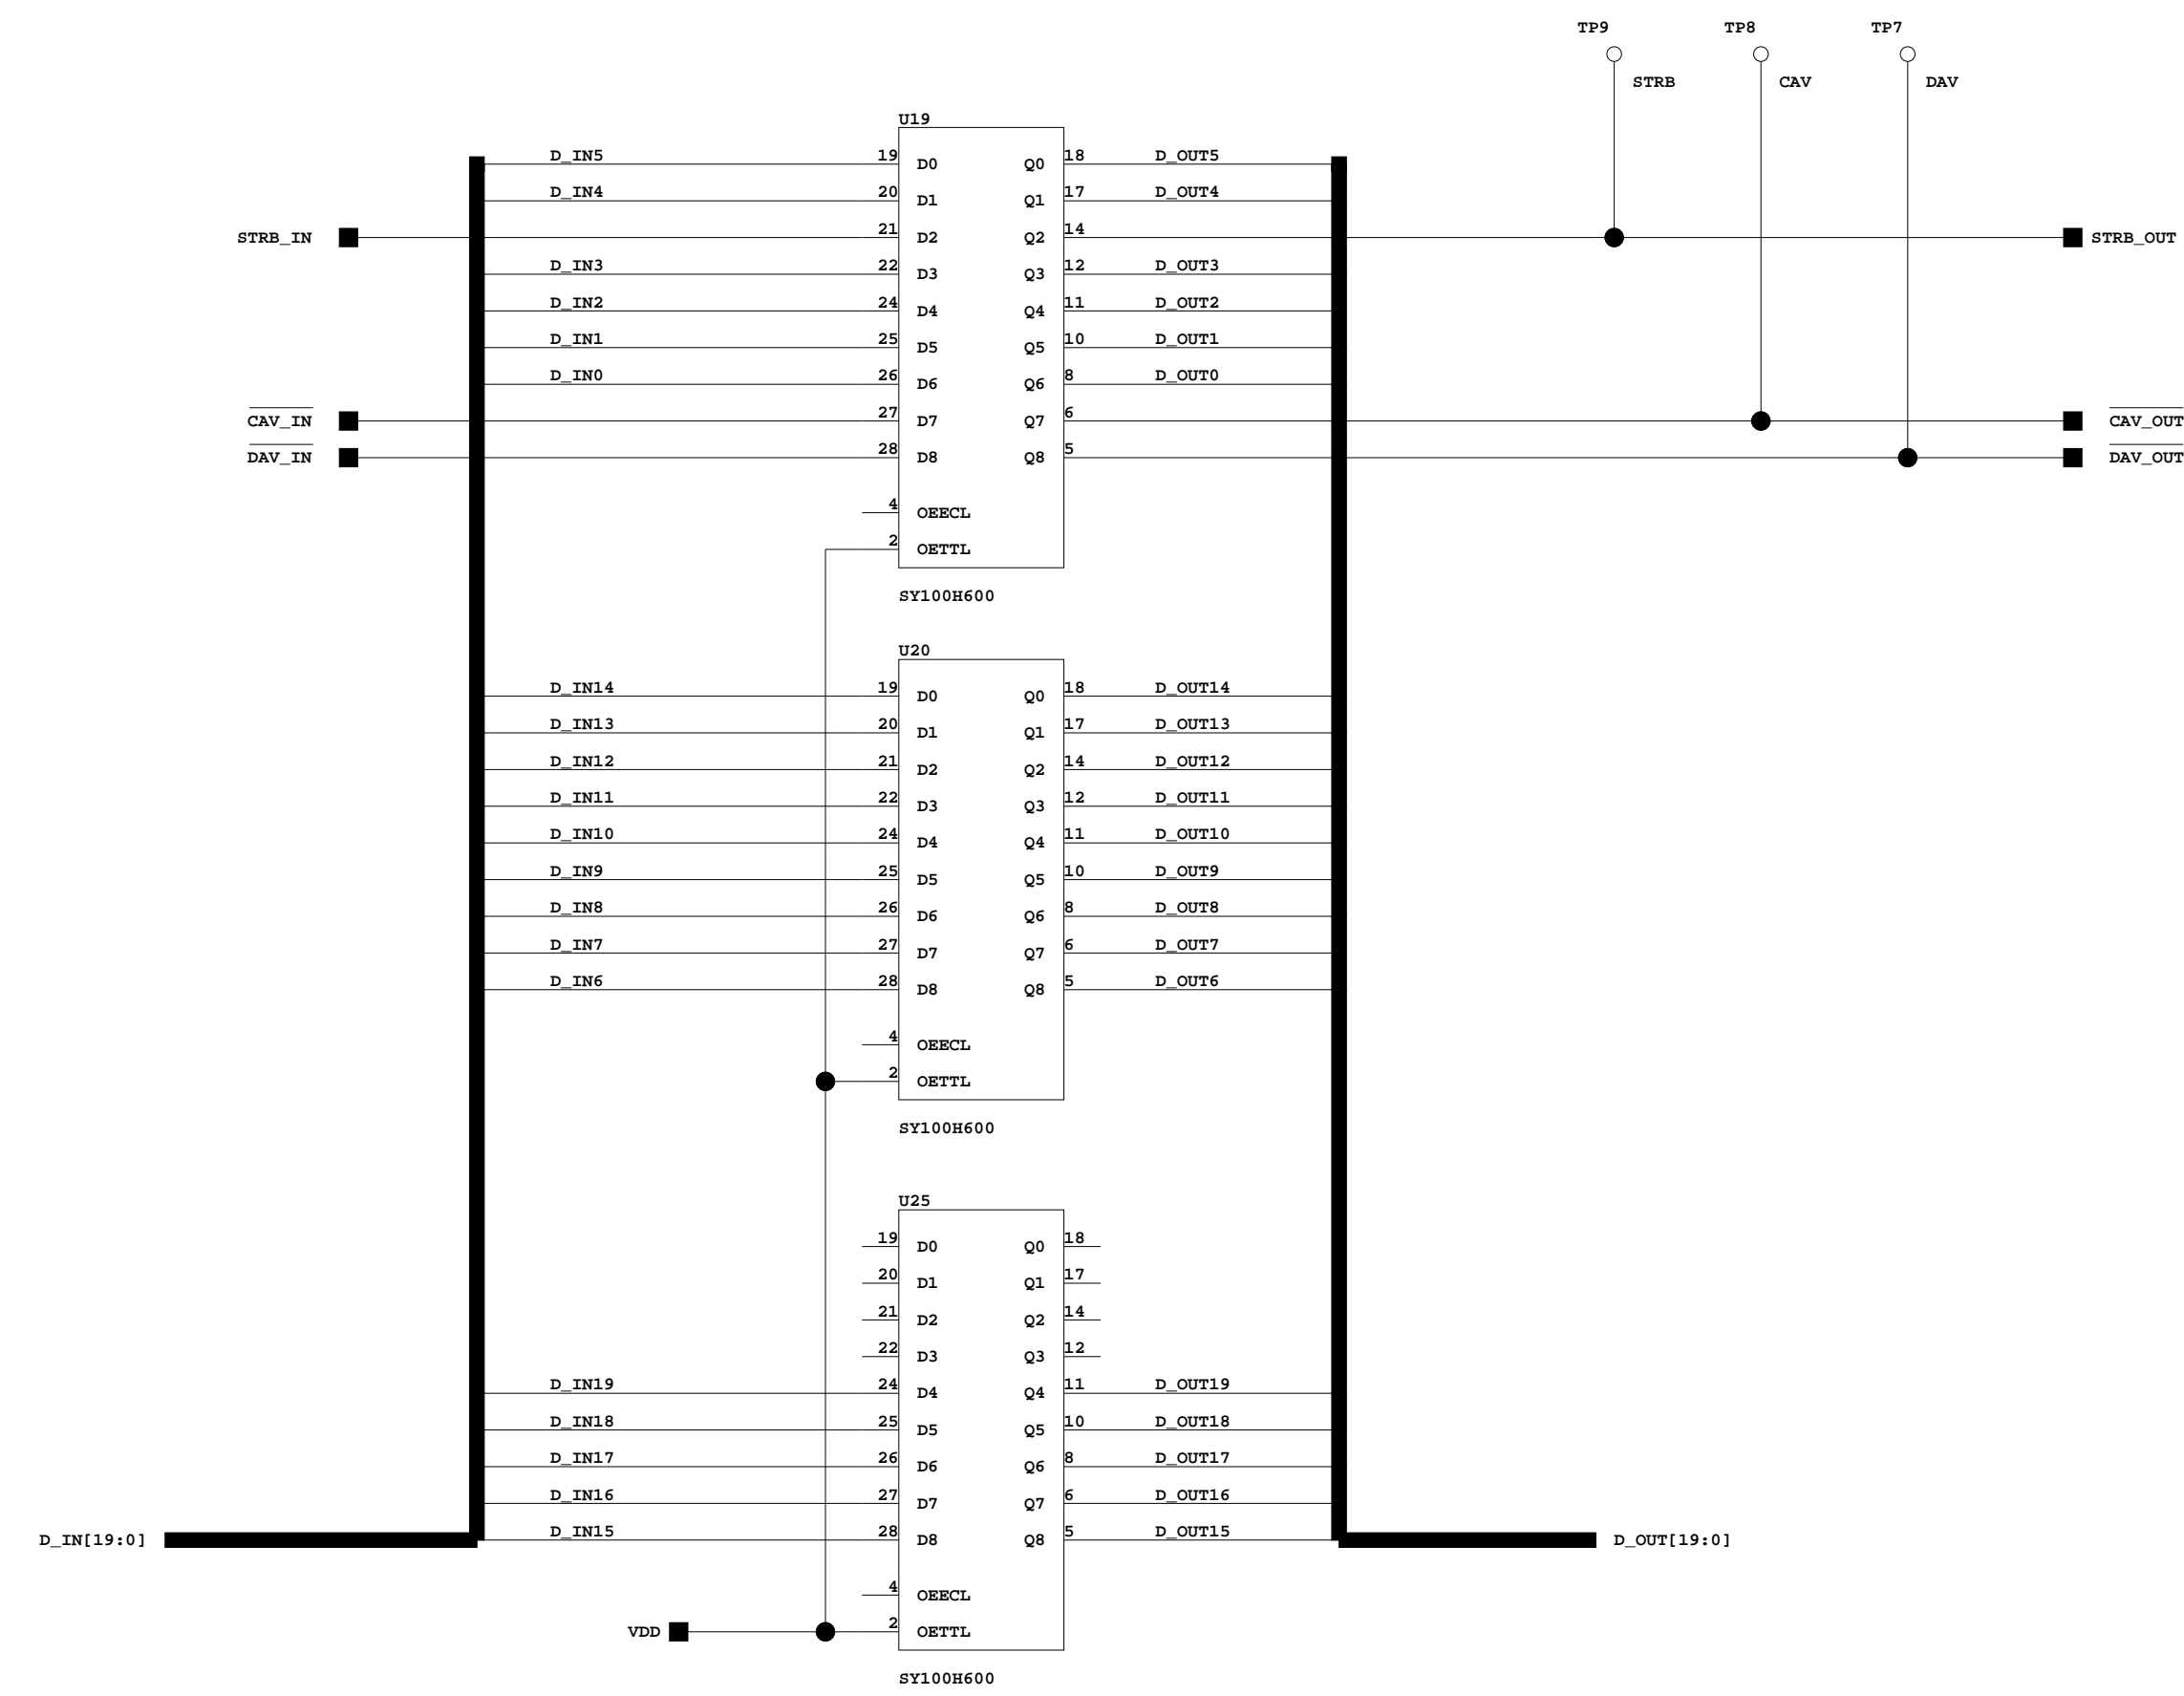 TP9 TP8 TP7
STRB CAV DAV
U19
D_IN5 19 D0 Q0 18 D_OUT5
D_IN4 20 D1 Q1 17 D_OUT4
STRB_IN 21 D2 Q2 14 STRB_OUT
D_IN3 22 D3 Q3 12 D_OUT3
D_IN2 24 D4 Q4 11 D_OUT2
D_IN1 25 D5 Q5 10 D_OUT1
D_IN0 26 D6 Q6 8 D_OUT0
CAV_IN 27 D7 Q7 6 CAV_OUT
DAV_IN 28 D8 Q8 5 DAV_OUT
4 OEECL
2 OETTL
SY100H600
U20
D_IN14 19 D0 Q0 18 D_OUT14
D_IN13 20 D1 Q1 17 D_OUT13
D_IN12 21 D2 Q2 14 D_OUT12
D_IN11 22 D3 Q3 12 D_OUT11
D_IN10 24 D4 Q4 11 D_OUT10
D_IN9 25 D5 Q5 10 D_OUT9
D_IN8 26 D6 Q6 8 D_OUT8
D_IN7 27 D7 Q7 6 D_OUT7
D_IN6 28 D8 Q8 5 D_OUT6
4 OEECL
2 OETTL
SY100H600
U25
19 D0 Q0 18
20 D1 Q1 17
21 D2 Q2 14
22 D3 Q3 12
D_IN19 24 D4 Q4 11 D_OUT19
D_IN18 25 D5 Q5 10 D_OUT18
D_IN17 26 D6 Q6 8 D_OUT17
D_IN16 27 D7 Q7 6 D_OUT16
D_IN[19:0] D_IN15 28 D8 Q8 5 D_OUT15 D_OUT[19:0]
4 OEECL
VDD 2 OETTL
SY100H600